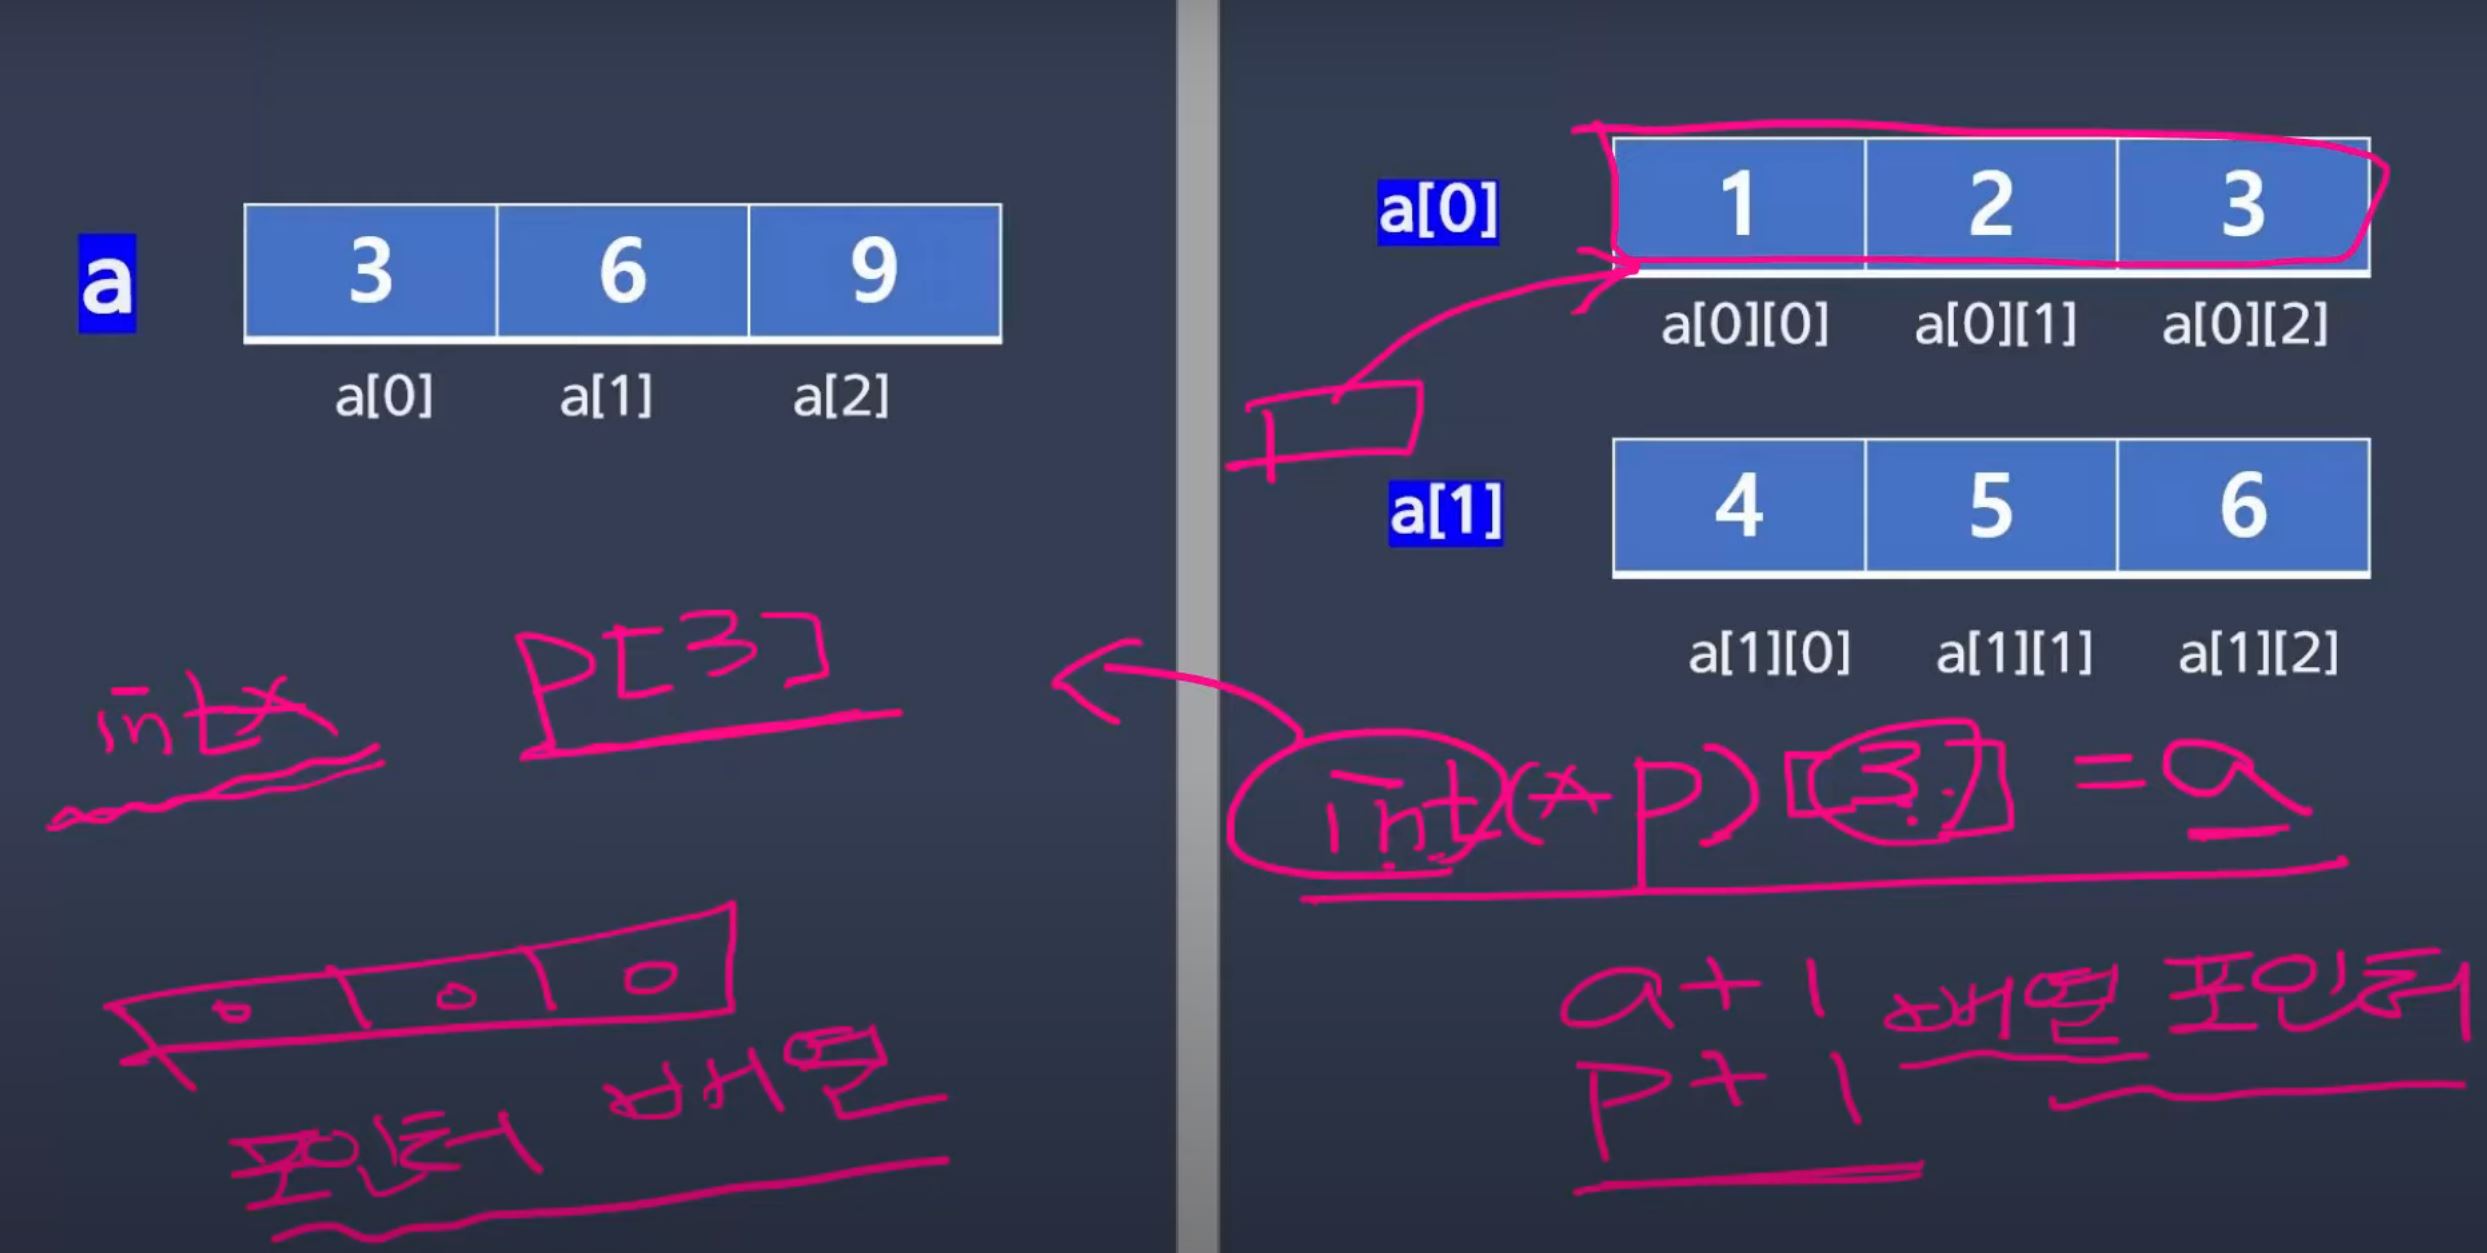 a
3 6 9
a[0] a[1] a[2]
int* P[3]
포인터 배열
a[0]
1 2 3
a[0][0] a[0][1] a[0][2]
P
a[1]
4 5 6
a[1][0] a[1][1] a[1][2]
int(*p)[3] = a
a+1 배열 포인터
p+1